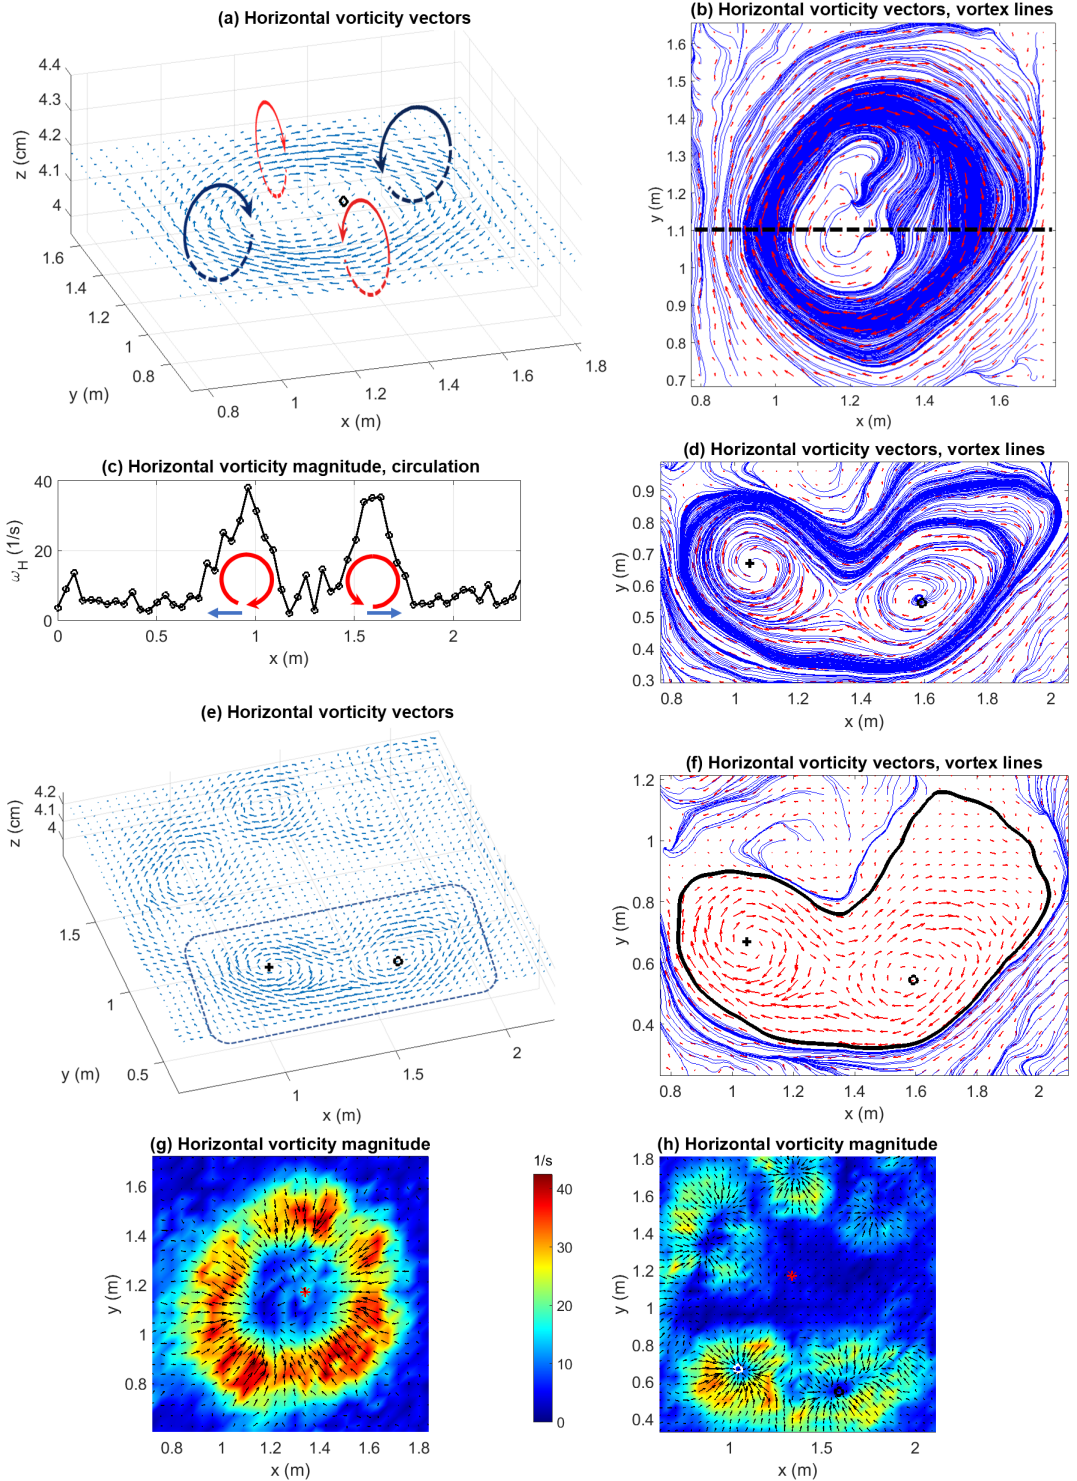 (a) Horizontal vorticity vectors
4.4
4.3
4.2
4.1
4
z (cm)
1.6
1.4
1.2
1
0.8
y (m)
0.8
1
1.2
1.4
1.6
1.8
x (m)
(b) Horizontal vorticity vectors, vortex lines
1.6
1.5
1.4
1.3
1.2
1.1
1
0.9
0.8
0.7
y (m)
0.8 1 1.2 1.4 1.6
x (m)
(c) Horizontal vorticity magnitude, circulation
40
20
0
ω_H (1/s)
0 0.5 1 1.5 2
x (m)
(d) Horizontal vorticity vectors, vortex lines
0.9
0.8
0.7
0.6
0.5
0.4
0.3
y (m)
0.8 1 1.2 1.4 1.6 1.8 2
x (m)
(e) Horizontal vorticity vectors
4.2
4.1
4
z (cm)
1.5
1
0.5
y (m)
1
1.5
2
x (m)
(f) Horizontal vorticity vectors, vortex lines
1.2
1
0.8
0.6
0.4
y (m)
0.8 1 1.2 1.4 1.6 1.8 2
x (m)
(g) Horizontal vorticity magnitude
1.6
1.4
1.2
1
0.8
y (m)
0.8 1 1.2 1.4 1.6 1.8
x (m)
1/s
40
30
20
10
0
(h) Horizontal vorticity magnitude
1.8
1.6
1.4
1.2
1
0.8
0.6
0.4
y (m)
1 1.5 2
x (m)